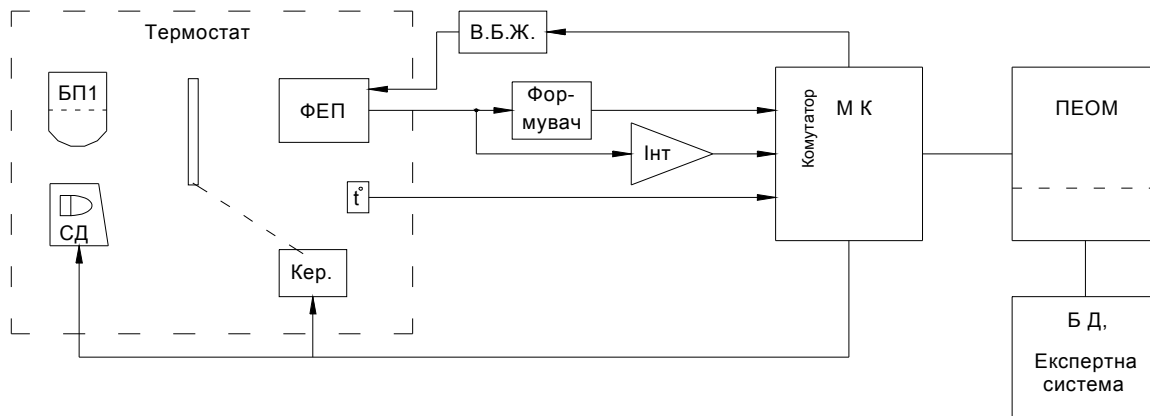 Термостат
В.Б.Ж.
БП1
ФЕП
Фор-
мувач
Комутатор
М К
ПЕОМ
Інт
t°
СД
Кер.
Б Д,
Експертна
система